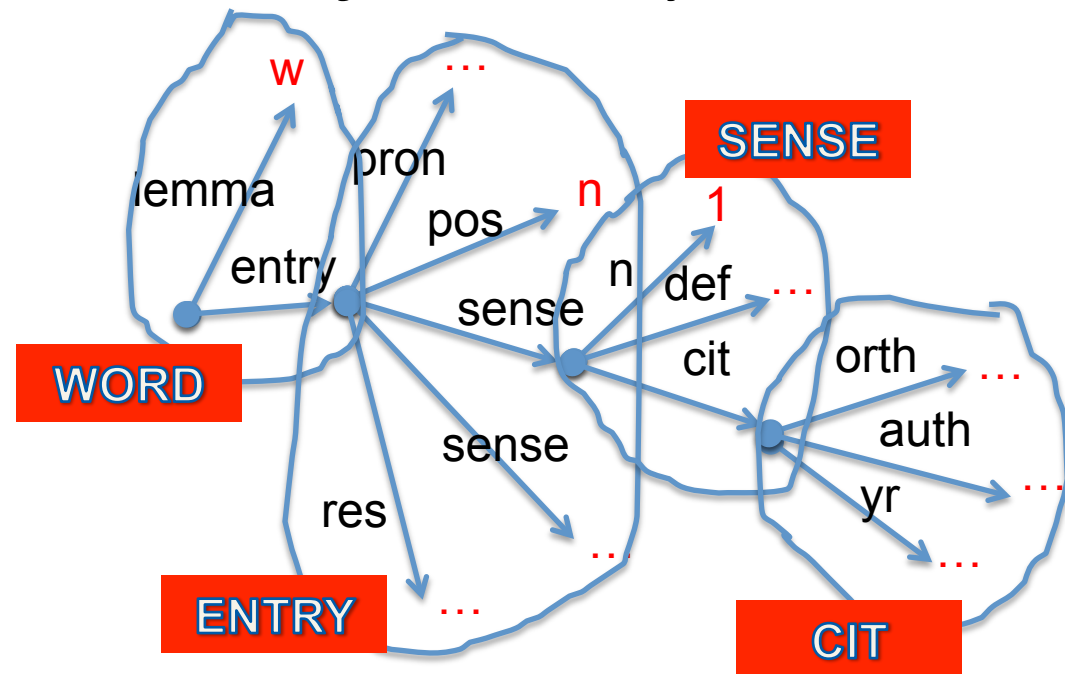 w
...
SENSE
pron
lemma
n
1
pos
entry
n
def
...
sense
cit
orth
...
WORD
auth
sense
...
yr
res
...
...
...
ENTRY
CIT